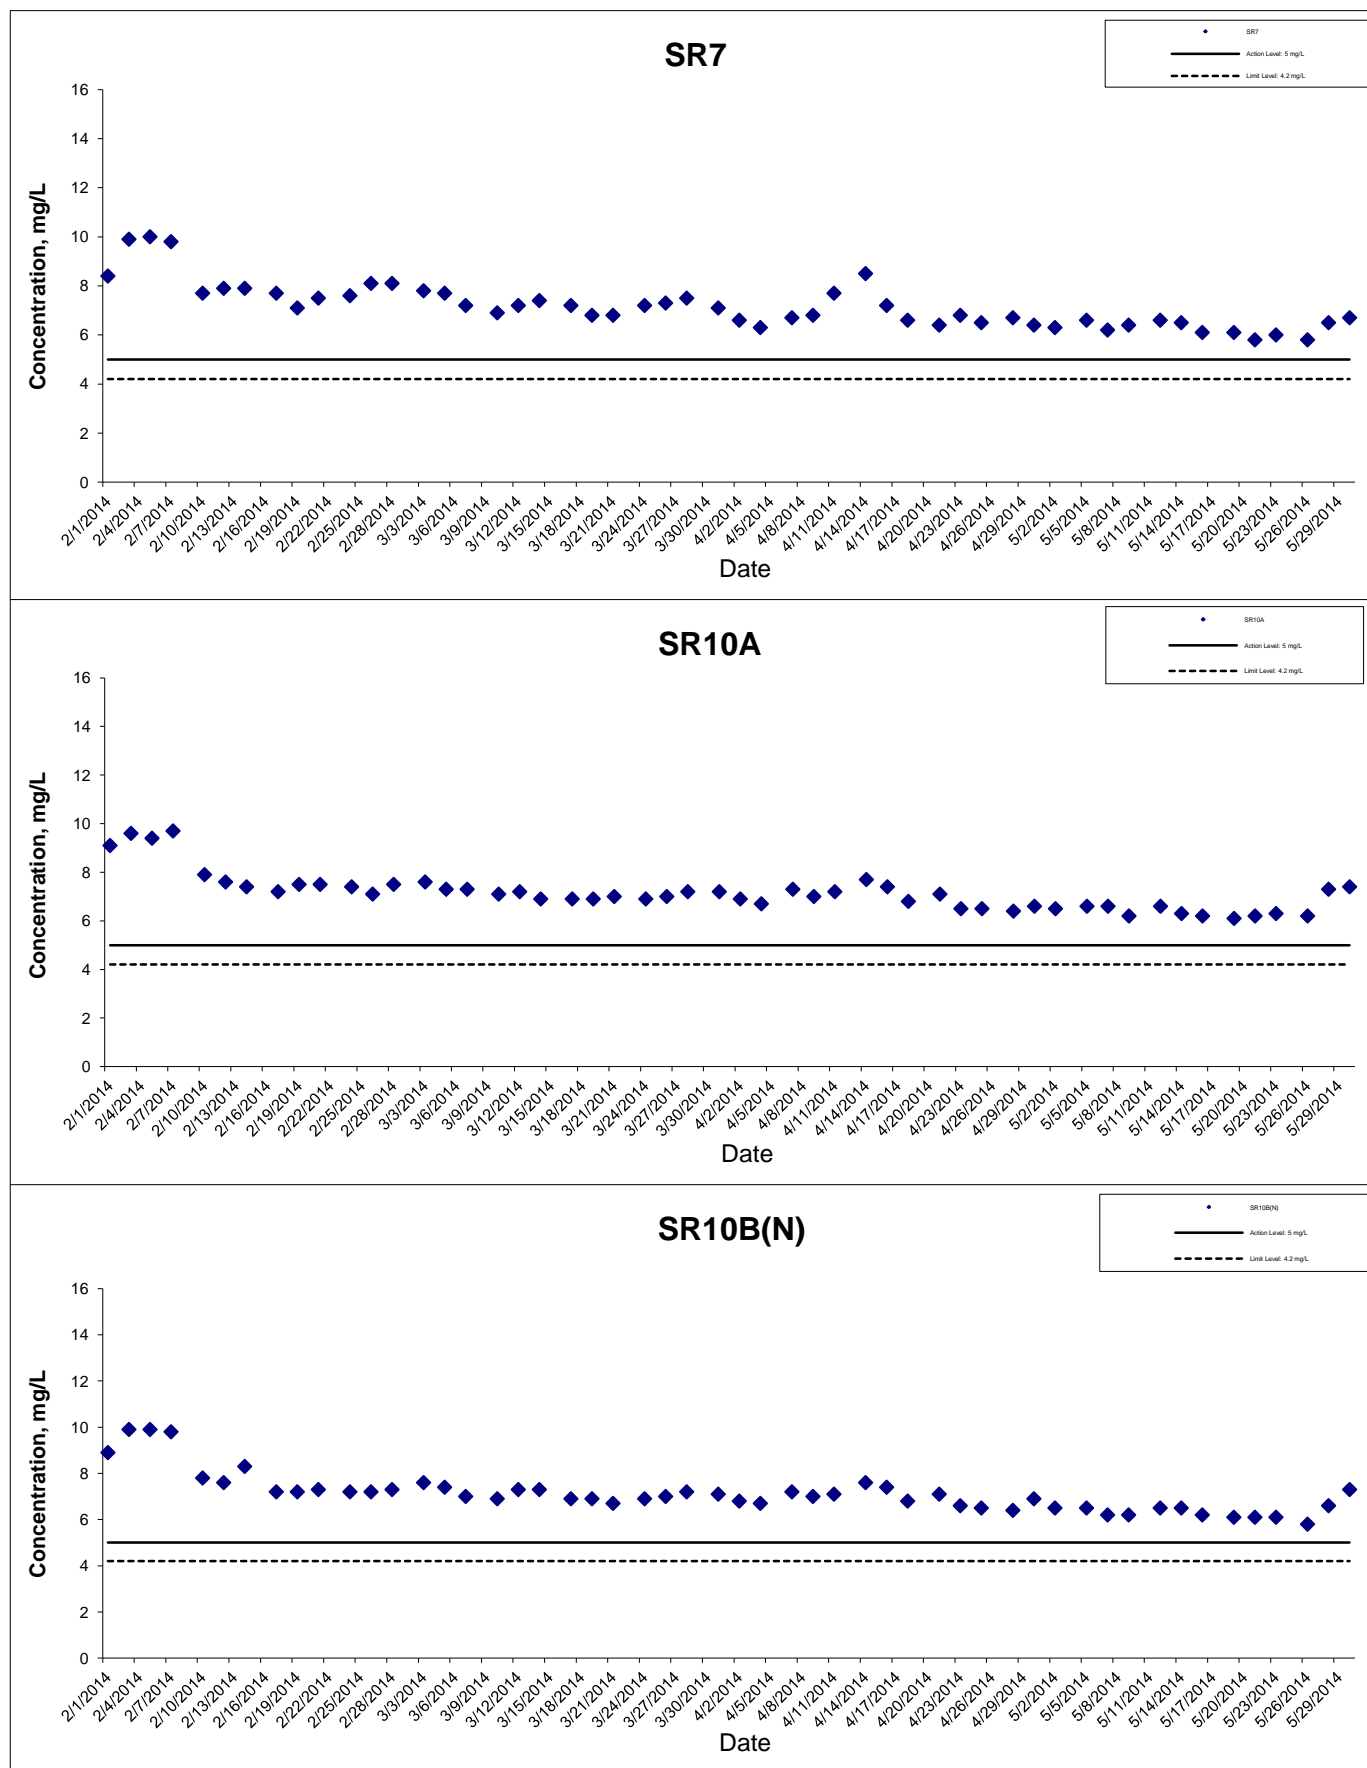 SR7
SR7
Action Level: 5 mg/L
Limit Level: 4.2 mg/L
Concentration, mg/L
16
14
12
10
8
6
4
2
0
2/1/2014 2/4/2014 2/7/2014 2/10/2014 2/13/2014 2/16/2014 2/19/2014 2/22/2014 2/25/2014 2/28/2014 3/3/2014 3/6/2014 3/9/2014 3/12/2014 3/15/2014 3/18/2014 3/21/2014 3/24/2014 3/27/2014 3/30/2014 4/2/2014 4/5/2014 4/8/2014 4/11/2014 4/14/2014 4/17/2014 4/20/2014 4/23/2014 4/26/2014 4/29/2014 5/2/2014 5/5/2014 5/8/2014 5/11/2014 5/14/2014 5/17/2014 5/20/2014 5/23/2014 5/26/2014 5/29/2014
Date
SR10A
SR10A
Action Level: 5 mg/L
Limit Level: 4.2 mg/L
Concentration, mg/L
16
14
12
10
8
6
4
2
0
2/1/2014 2/4/2014 2/7/2014 2/10/2014 2/13/2014 2/16/2014 2/19/2014 2/22/2014 2/25/2014 2/28/2014 3/3/2014 3/6/2014 3/9/2014 3/12/2014 3/15/2014 3/18/2014 3/21/2014 3/24/2014 3/27/2014 3/30/2014 4/2/2014 4/5/2014 4/8/2014 4/11/2014 4/14/2014 4/17/2014 4/20/2014 4/23/2014 4/26/2014 4/29/2014 5/2/2014 5/5/2014 5/8/2014 5/11/2014 5/14/2014 5/17/2014 5/20/2014 5/23/2014 5/26/2014 5/29/2014
Date
SR10B(N)
SR10B(N)
Action Level: 5 mg/L
Limit Level: 4.2 mg/L
Concentration, mg/L
16
14
12
10
8
6
4
2
0
2/1/2014 2/4/2014 2/7/2014 2/10/2014 2/13/2014 2/16/2014 2/19/2014 2/22/2014 2/25/2014 2/28/2014 3/3/2014 3/6/2014 3/9/2014 3/12/2014 3/15/2014 3/18/2014 3/21/2014 3/24/2014 3/27/2014 3/30/2014 4/2/2014 4/5/2014 4/8/2014 4/11/2014 4/14/2014 4/17/2014 4/20/2014 4/23/2014 4/26/2014 4/29/2014 5/2/2014 5/5/2014 5/8/2014 5/11/2014 5/14/2014 5/17/2014 5/20/2014 5/23/2014 5/26/2014 5/29/2014
Date